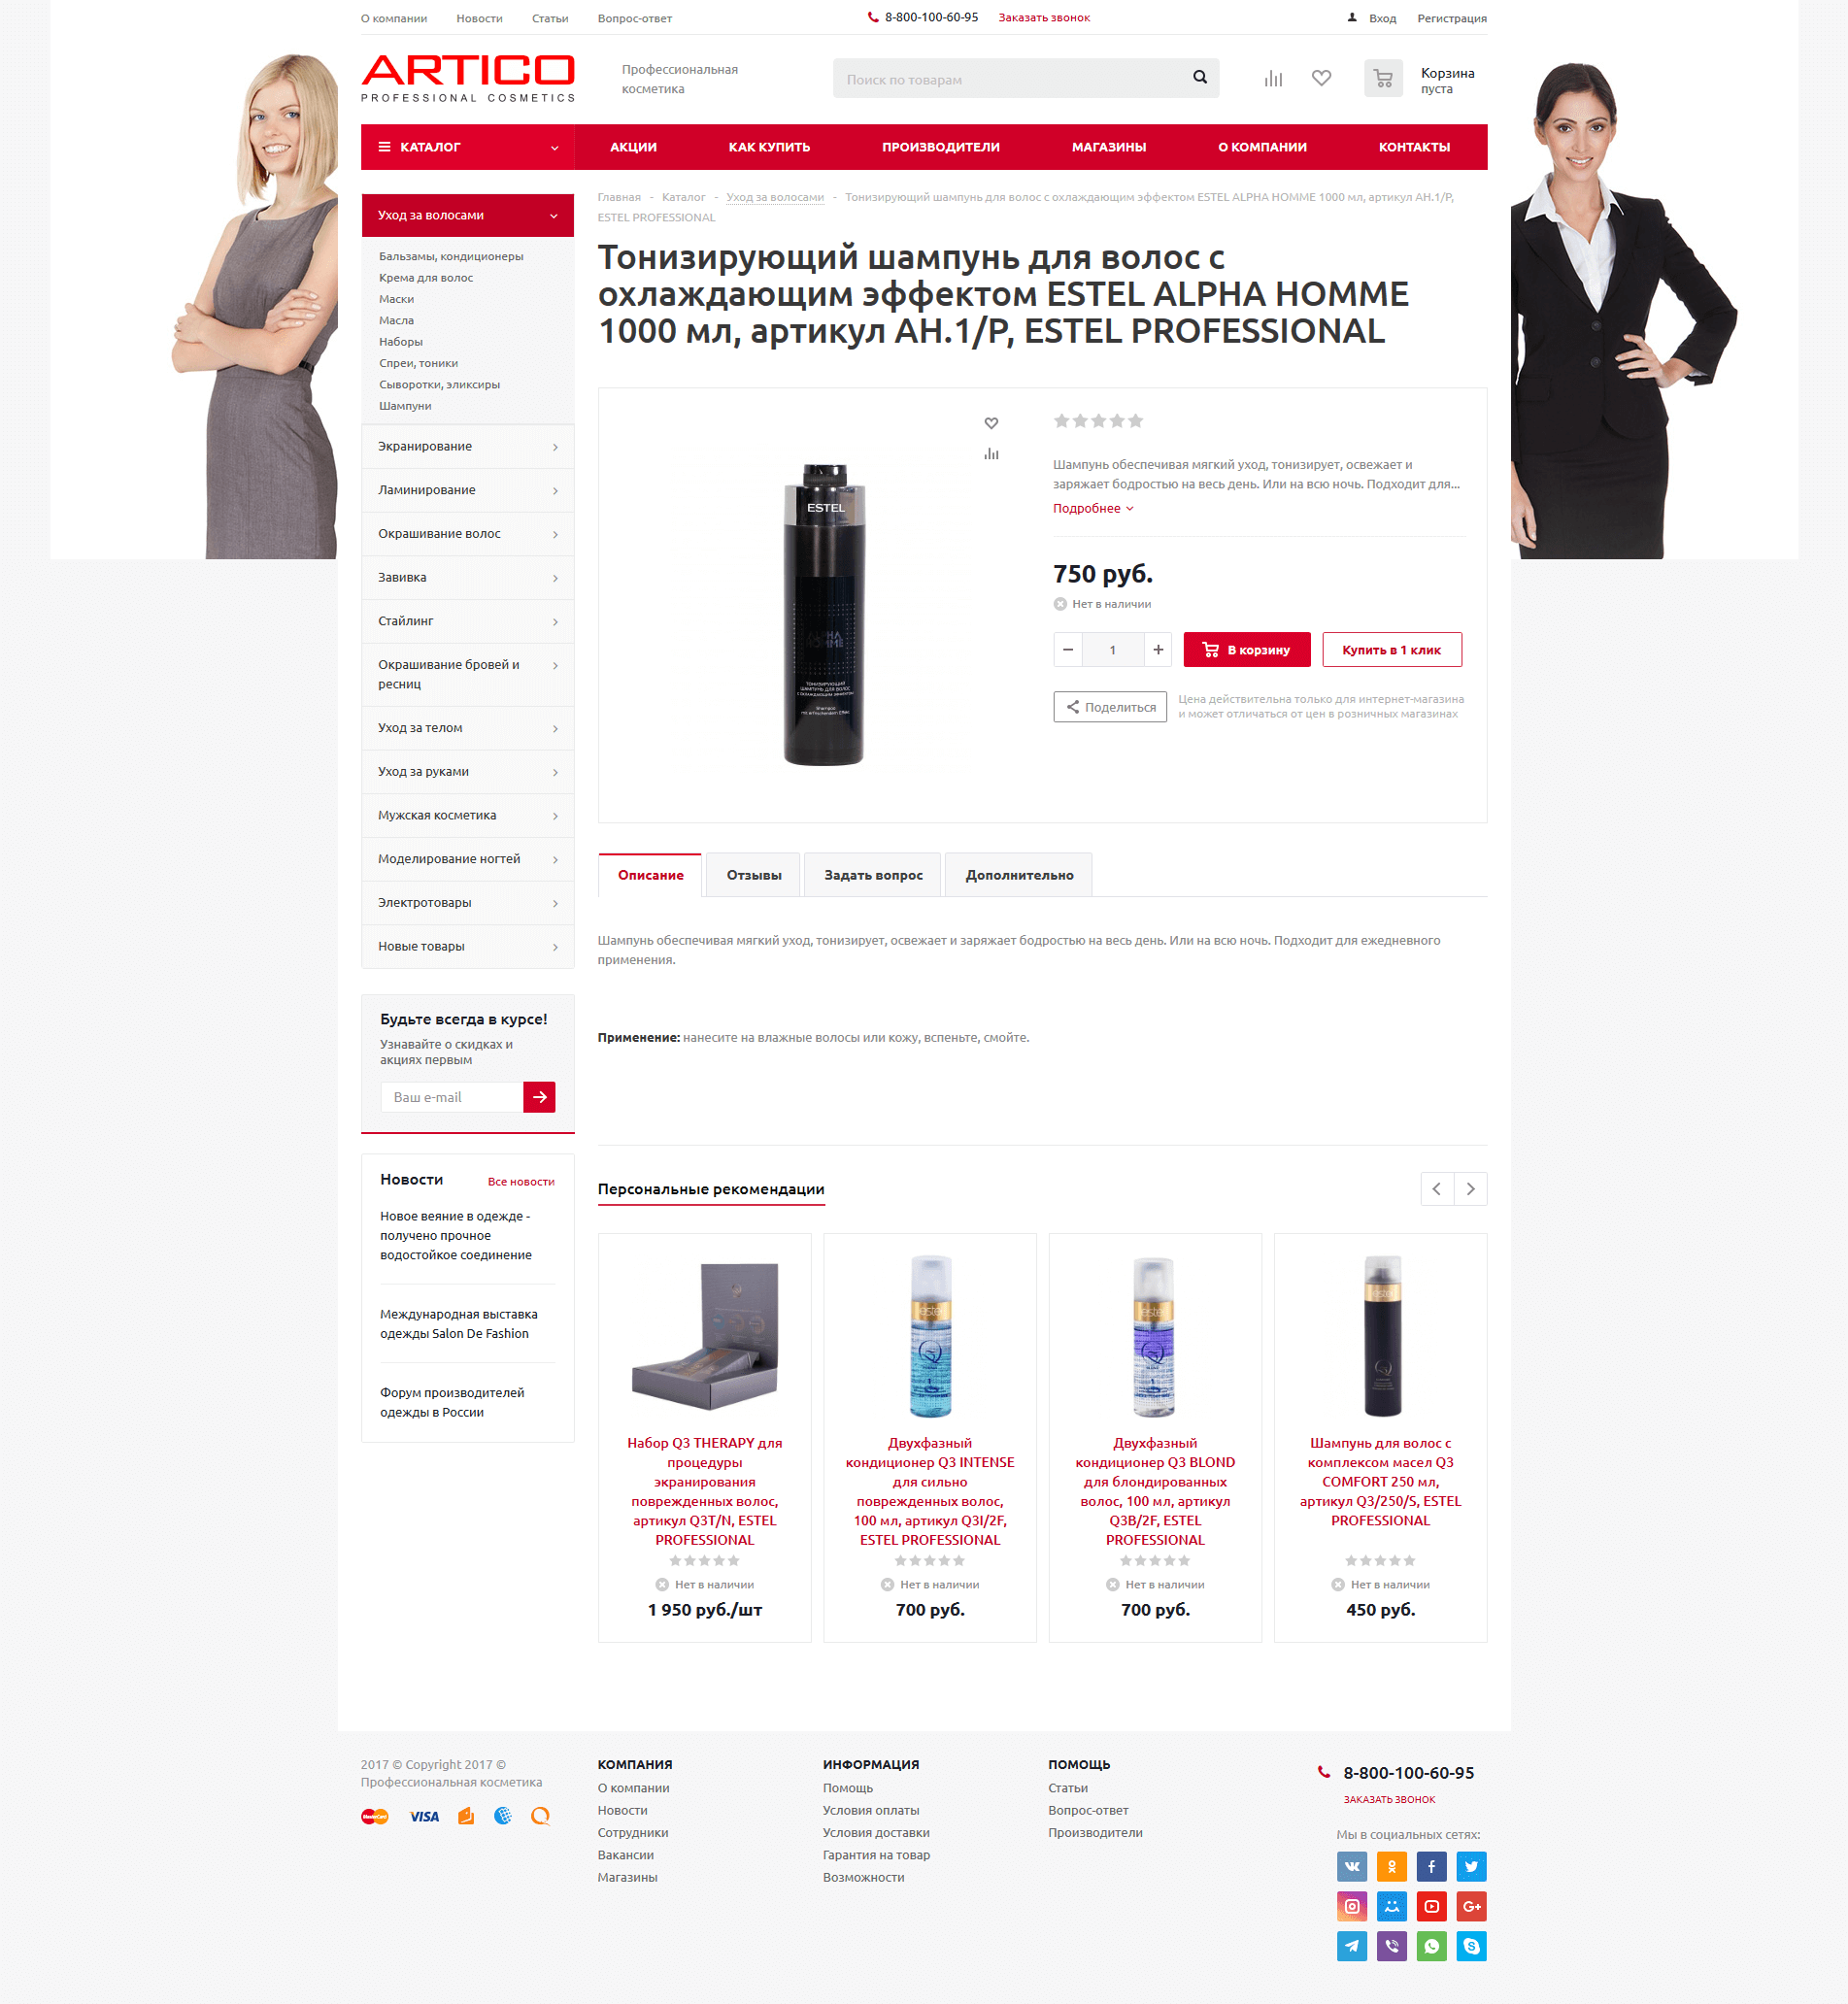 О компании Новости Статьи Вопрос-ответ 8-800-100-60-95 Заказать звонок Вход Регистрация
ARTICO
PROFESSIONAL COSMETICS
Профессиональная
косметика
Поиск по товарам
Корзина
пуста
КАТАЛОГ АКЦИИ КАК КУПИТЬ ПРОИЗВОДИТЕЛИ МАГАЗИНЫ О КОМПАНИИ КОНТАКТЫ
Уход за волосами
Бальзамы, кондиционеры
Крема для волос
Маски
Масла
Наборы
Спреи, тоники
Сыворотки, эликсиры
Шампуни
Экранирование
Ламинирование
Окрашивание волос
Завивка
Стайлинг
Окрашивание бровей и
ресниц
Уход за телом
Уход за руками
Мужская косметика
Моделирование ногтей
Электротовары
Новые товары
Будьте всегда в курсе!
Узнавайте о скидках и
акциях первым
Ваш e-mail
Новости Все новости
Новое веяние в одежде -
получено прочное
водостойкое соединение
Международная выставка
одежды Salon De Fashion
Форум производителей
одежды в России
Главная - Каталог - Уход за волосами - Тонизирующий шампунь для волос с охлаждающим эффектом ESTEL ALPHA HOMME 1000 мл, артикул AH.1/P,
ESTEL PROFESSIONAL
Тонизирующий шампунь для волос с
охлаждающим эффектом ESTEL ALPHA HOMME
1000 мл, артикул AH.1/P, ESTEL PROFESSIONAL
ESTEL
ALPHA
HOMME
ТОНИЗИРУЮЩИЙ
ШАМПУНЬ ДЛЯ ВОЛОС
С ОХЛАЖДАЮЩИМ ЭФФЕКТОМ
Shampoo
Шампунь обеспечивая мягкий уход, тонизирует, освежает и
заряжает бодростью на весь день. Или на всю ночь. Подходит для...
Подробнее
750 руб.
Нет в наличии
1 В корзину Купить в 1 клик
Поделиться
Цена действительна только для интернет-магазина
и может отличаться от цен в розничных магазинах
Описание Отзывы Задать вопрос Дополнительно
Шампунь обеспечивая мягкий уход, тонизирует, освежает и заряжает бодростью на весь день. Или на всю ночь. Подходит для ежедневного
применения.
Применение: нанесите на влажные волосы или кожу, вспеньте, смойте.
Персональные рекомендации
Набор Q3 THERAPY для
процедуры
экранирования
поврежденных волос,
артикул Q3T/N, ESTEL
PROFESSIONAL
Нет в наличии
1 950 руб./шт
Двухфазный
кондиционер Q3 INTENSE
для сильно
поврежденных волос,
100 мл, артикул Q3I/2F,
ESTEL PROFESSIONAL
Нет в наличии
700 руб.
Двухфазный
кондиционер Q3 BLOND
для блондированных
волос, 100 мл, артикул
Q3B/2F, ESTEL
PROFESSIONAL
Нет в наличии
700 руб.
Шампунь для волос с
комплексом масел Q3
COMFORT 250 мл,
артикул Q3/250/S, ESTEL
PROFESSIONAL
Нет в наличии
450 руб.
2017 © Copyright 2017 ©
Профессиональная косметика
MasterCard VISA
КОМПАНИЯ
О компании
Новости
Сотрудники
Вакансии
Магазины
ИНФОРМАЦИЯ
Помощь
Условия оплаты
Условия доставки
Гарантия на товар
Возможности
ПОМОЩЬ
Статьи
Вопрос-ответ
Производители
8-800-100-60-95
ЗАКАЗАТЬ ЗВОНОК
Мы в социальных сетях: